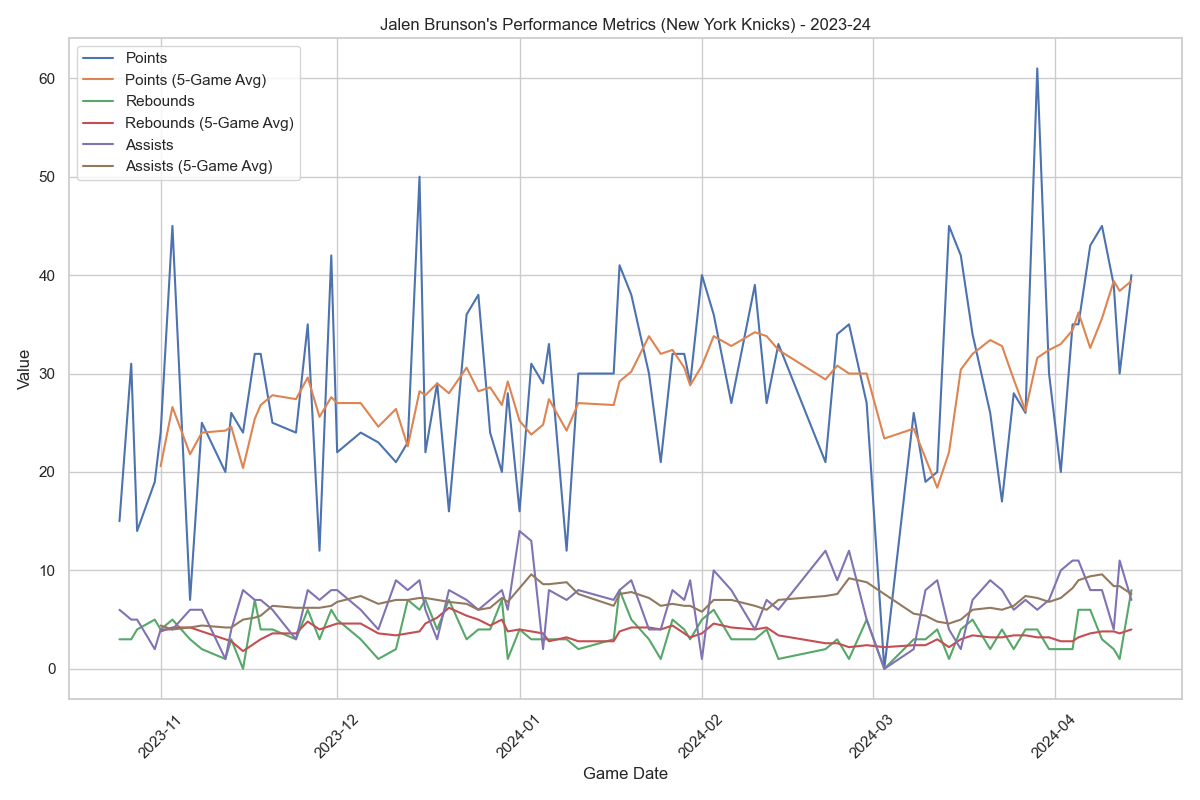 Jalen Brunson's Performance Metrics (New York Knicks) - 2023-24
Points
Points (5-Game Avg)
Rebounds
Rebounds (5-Game Avg)
Assists
Assists (5-Game Avg)
Value
60
50
40
30
20
10
0
2023-11
2023-12
2024-01
2024-02
2024-03
2024-04
Game Date